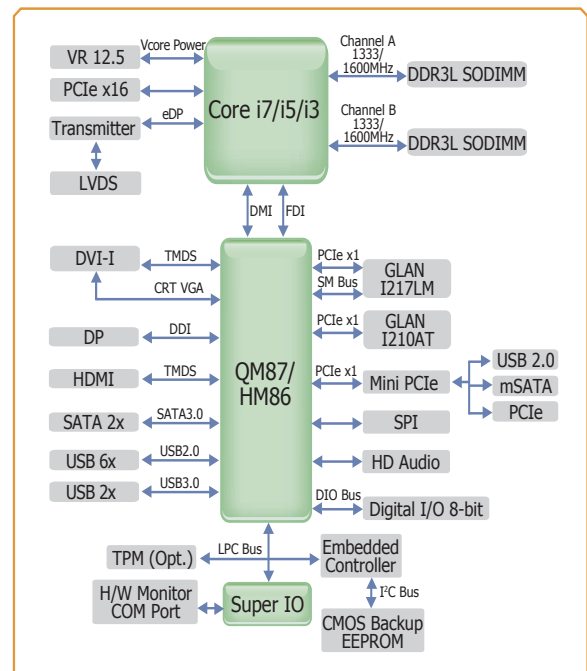 VR 12.5
Vcore Power
PCIe x16
Transmitter
eDP
LVDS
Core i7/i5/i3
Channel A
1333/
1600MHz
DDR3L SODIMM
Channel B
1333/
1600MHz
DDR3L SODIMM
DMI
FDI
DVI-I
TMDS
CRT VGA
DP
DDI
HDMI
TMDS
SATA 2x
SATA3.0
USB 6x
USB2.0
USB 2x
USB3.0
QM87/
HM86
PCIe x1
SM Bus
GLAN
I217LM
PCIe x1
GLAN
I210AT
PCIe x1
Mini PCIe
USB 2.0
mSATA
PCIe
SPI
HD Audio
DIO Bus
Digital I/O 8-bit
TPM (Opt.)
LPC Bus
Embedded
Controller
H/W Monitor
COM Port
Super IO
I²C Bus
CMOS Backup
EEPROM